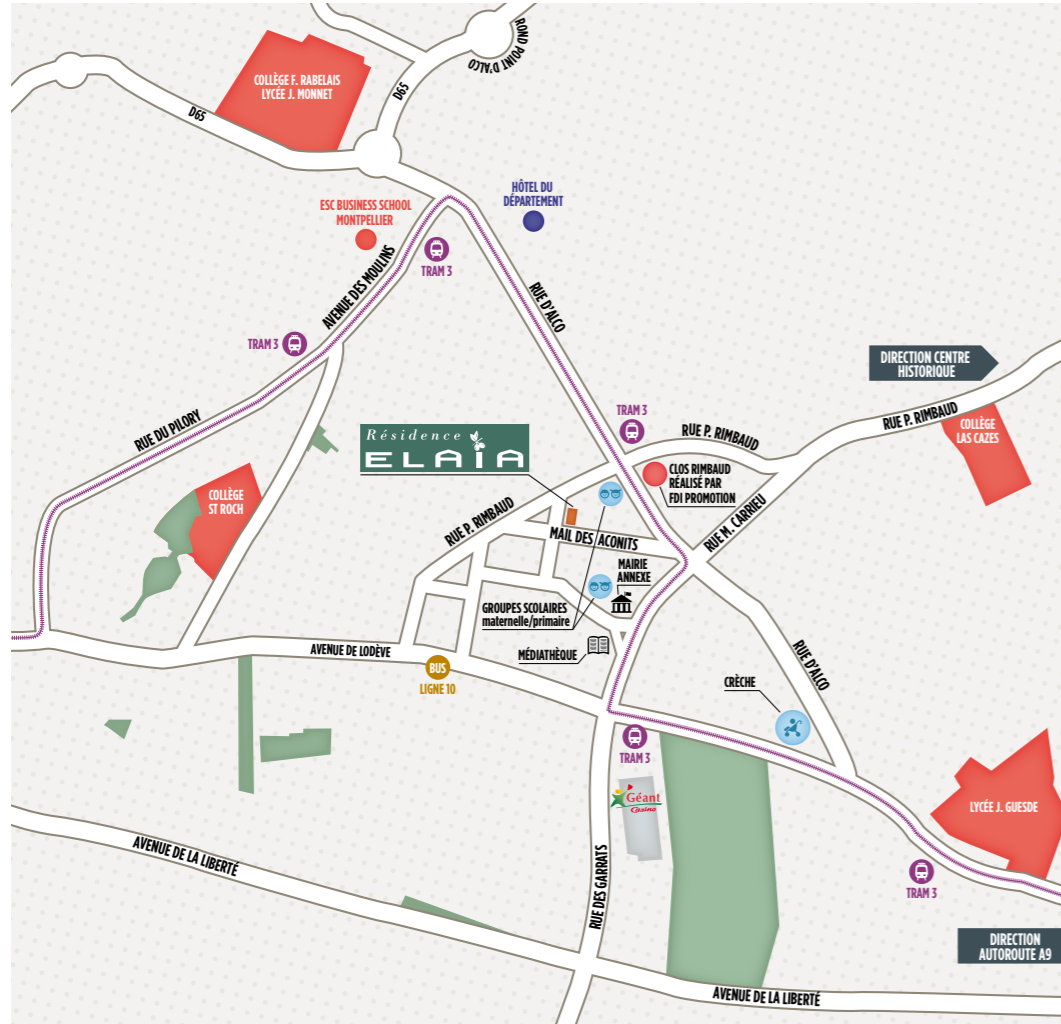 ROND POINT D'ALCO
COLLÈGE F. RABELAIS
LYCÉE J. MONNET
D65
D65
HÔTEL DU
DÉPARTEMENT
ESC BUSINESS SCHOOL
MONTPELLIER
AVENUE DES MOULINS
TRAM 3
RUE D'ALCO
TRAM 3
DIRECTION CENTRE
HISTORIQUE
RUE DU PILORY
TRAM 3
RUE P. RIMBAUD
RUE P. RIMBAUD
COLLÈGE
LAS CAZES
Résidence
ELAIA
CLOS RIMBAUD
RÉALISÉ PAR
FDI PROMOTION
COLLÈGE
ST ROCH
RUE P. RIMBAUD
MAIL DES ACONITS
RUE M. CARRIEU
MAIRIE
ANNEXE
GROUPES SCOLAIRES
maternelle/primaire
MÉDIATHÈQUE
AVENUE DE LODÈVE
BUS
LIGNE 10
RUE D'ALCO
CRÈCHE
TRAM 3
Géant
Casino
LYCÉE J. GUESDE
AVENUE DE LA LIBERTÉ
RUE DES GARRATS
TRAM 3
DIRECTION
AUTOROUTE A9
AVENUE DE LA LIBERTÉ